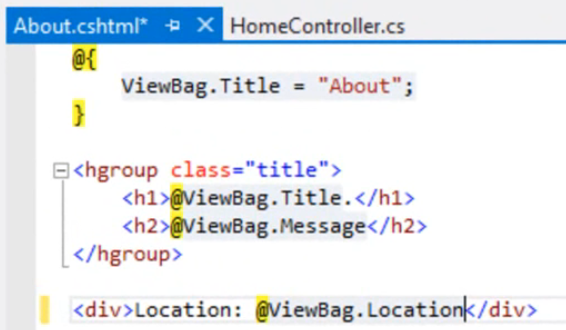 About.cshtml* HomeController.cs
@{
ViewBag.Title = "About";
}
<hgroup class="title">
<h1>@ViewBag.Title.</h1>
<h2>@ViewBag.Message</h2>
</hgroup>
<div>Location: @ViewBag.Location</div>